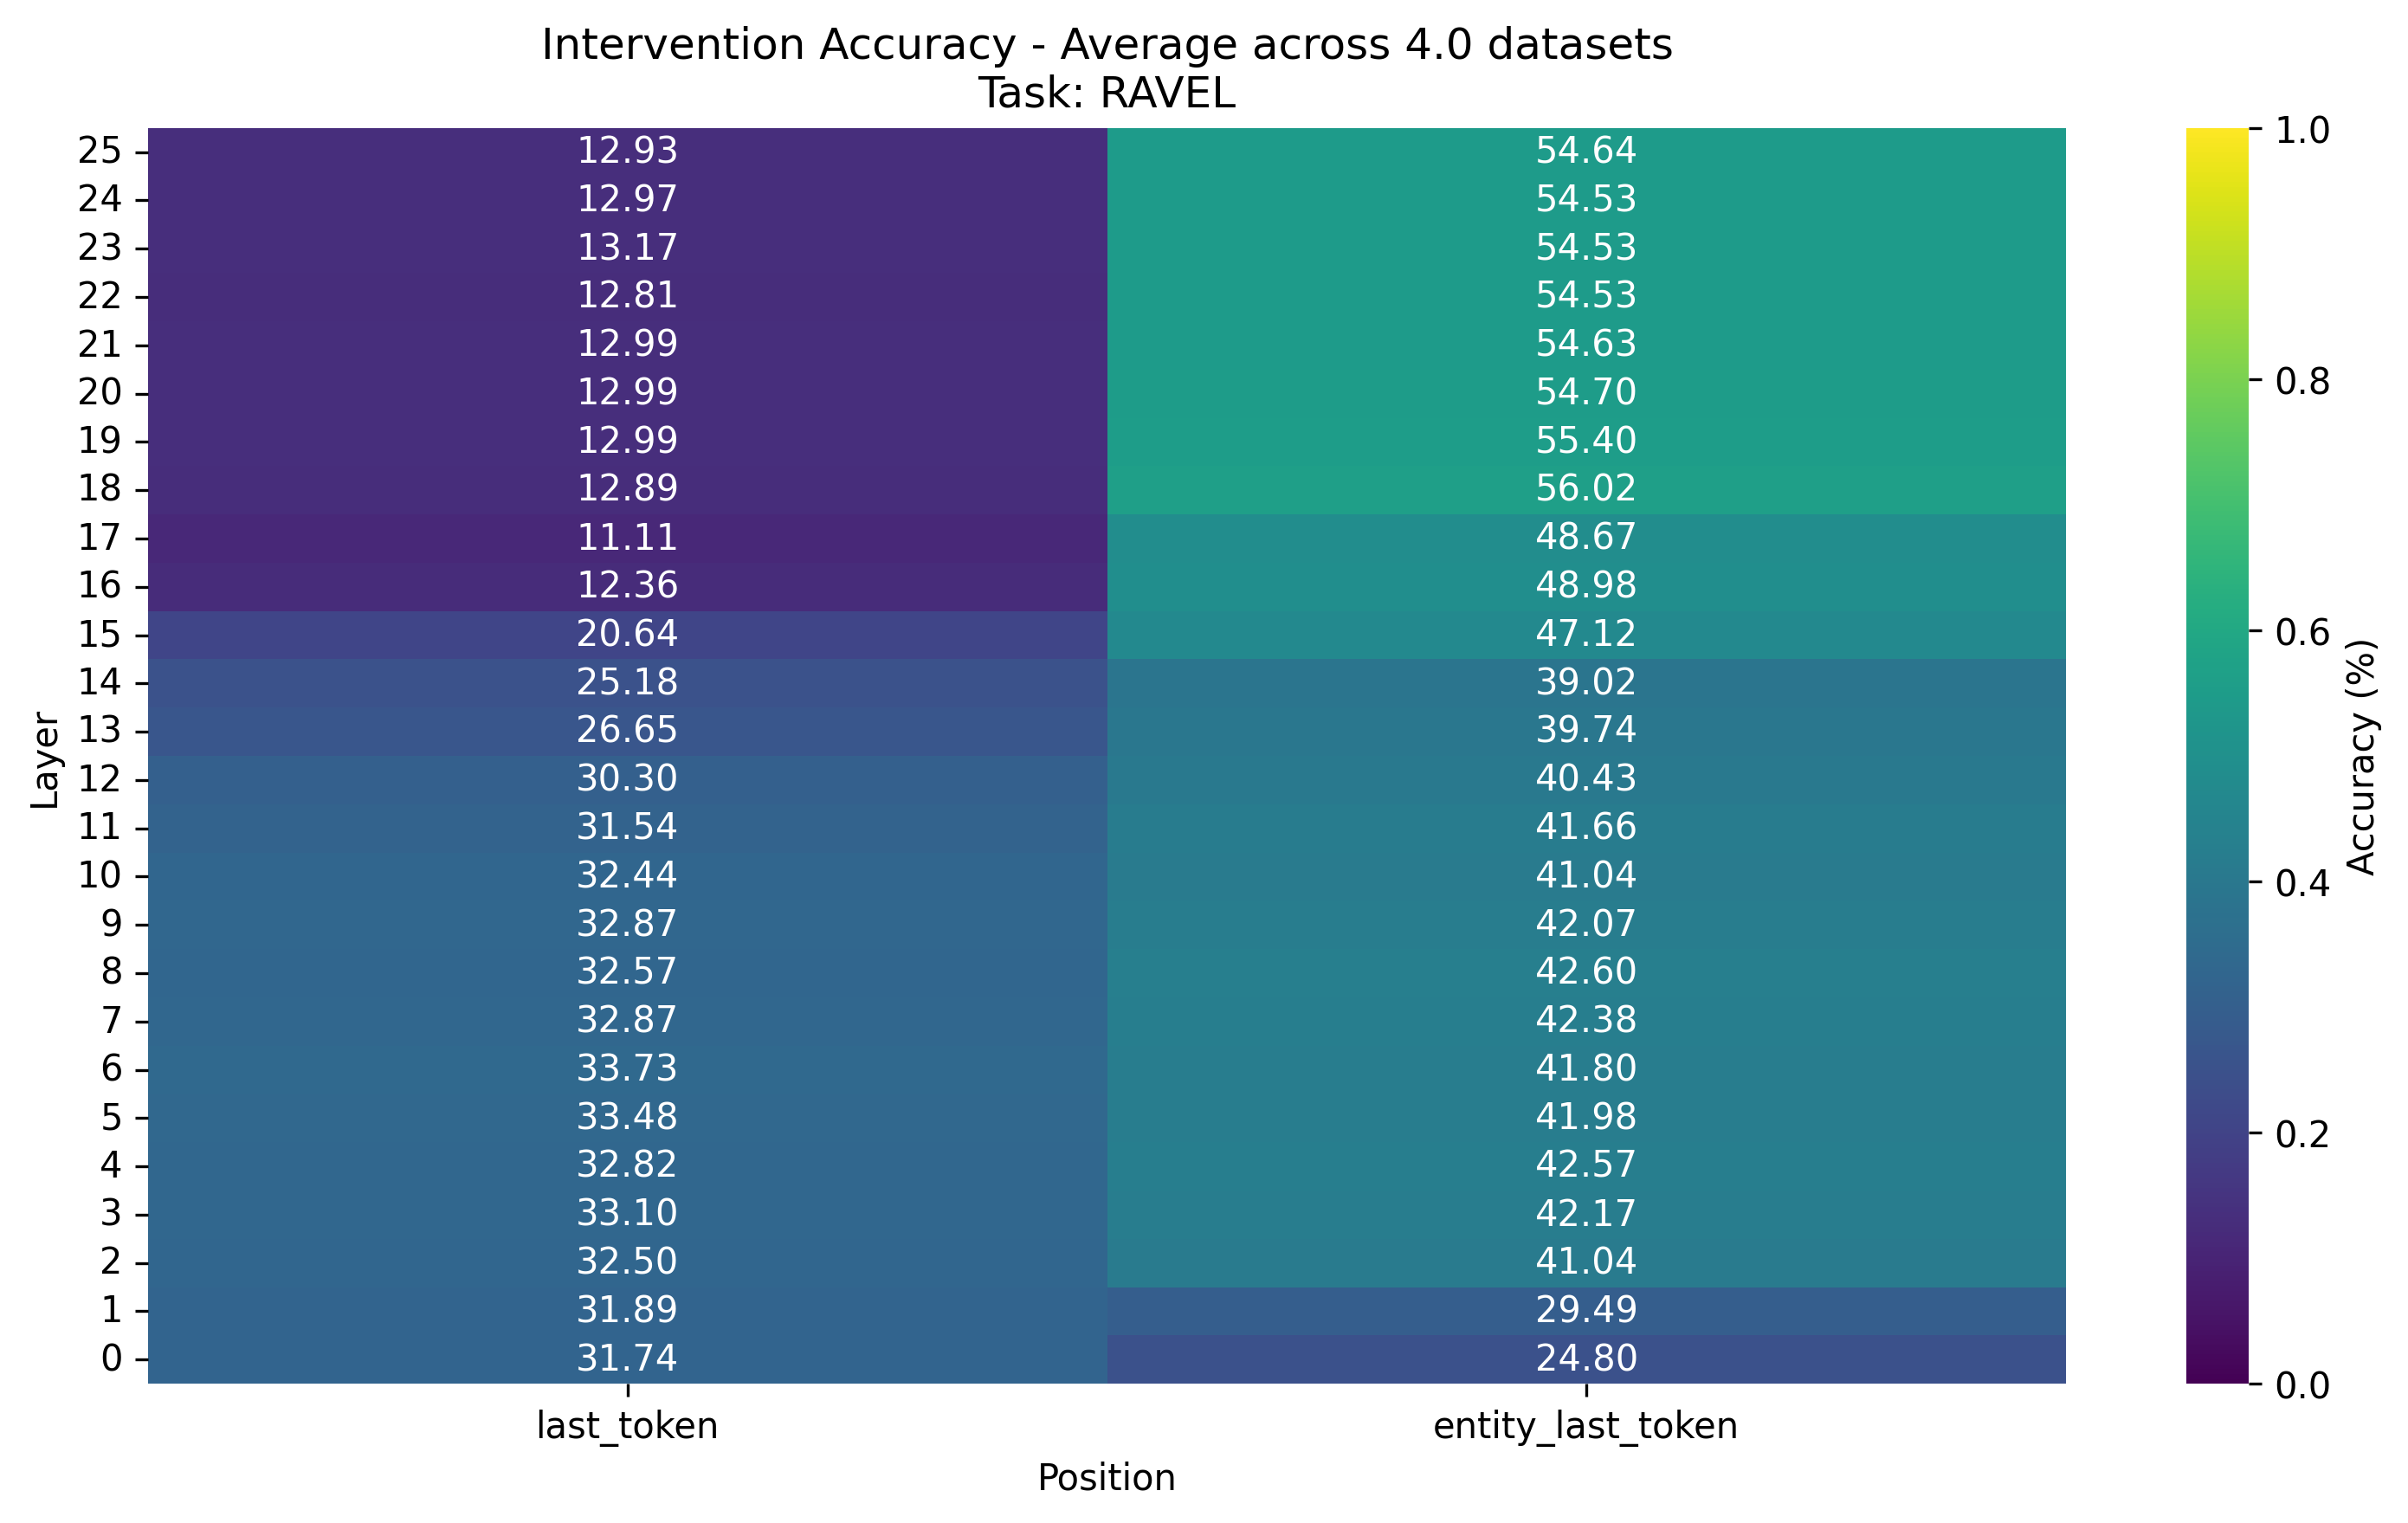 Intervention Accuracy - Average across 4.0 datasets
Task: RAVEL
25 12.93 54.64
24 12.97 54.53
23 13.17 54.53
22 12.81 54.53
21 12.99 54.63
20 12.99 54.70
19 12.99 55.40
18 12.89 56.02
17 11.11 48.67
16 12.36 48.98
15 20.64 47.12
14 25.18 39.02
13 26.65 39.74
12 30.30 40.43
11 31.54 41.66
10 32.44 41.04
9 32.87 42.07
8 32.57 42.60
7 32.87 42.38
6 33.73 41.80
5 33.48 41.98
4 32.82 42.57
3 33.10 42.17
2 32.50 41.04
1 31.89 29.49
0 31.74 24.80
last_token entity_last_token
Position
Layer
1.0
0.8
0.6
0.4
0.2
0.0
Accuracy (%)